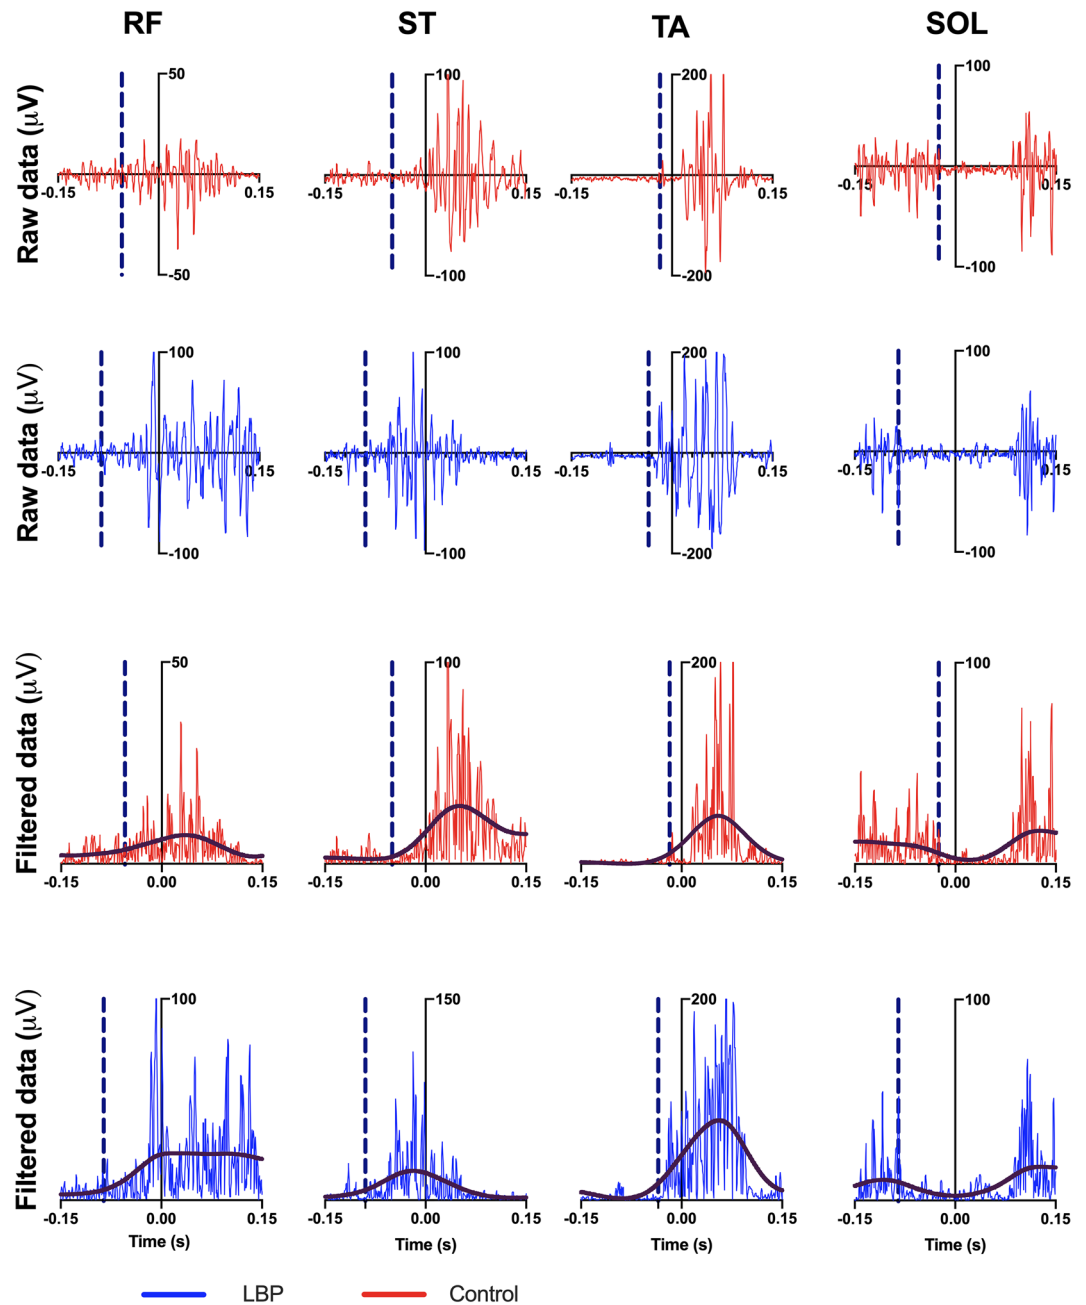 RF ST TA SOL
Raw data (μV)
50 100 200 100
-0.15 0.15 -0.15 0.15 -0.15 0.15 -0.15 0.15
-50 -100 -200 -100
Raw data (μV)
100 100 200 100
-0.15 0.15 -0.15 0.15 -0.15 0.15 -0.15 0.15
-100 -100 -200 -100
Filtered data (μV)
50 100 200 100
-0.15 0.00 0.15 -0.15 0.00 0.15 -0.15 0.00 0.15 -0.15 0.00 0.15
Filtered data (μV)
100 150 200 100
-0.15 0.00 0.15 -0.15 0.00 0.15 -0.15 0.00 0.15 -0.15 0.00 0.15
Time (s) Time (s) Time (s) Time (s)
LBP Control